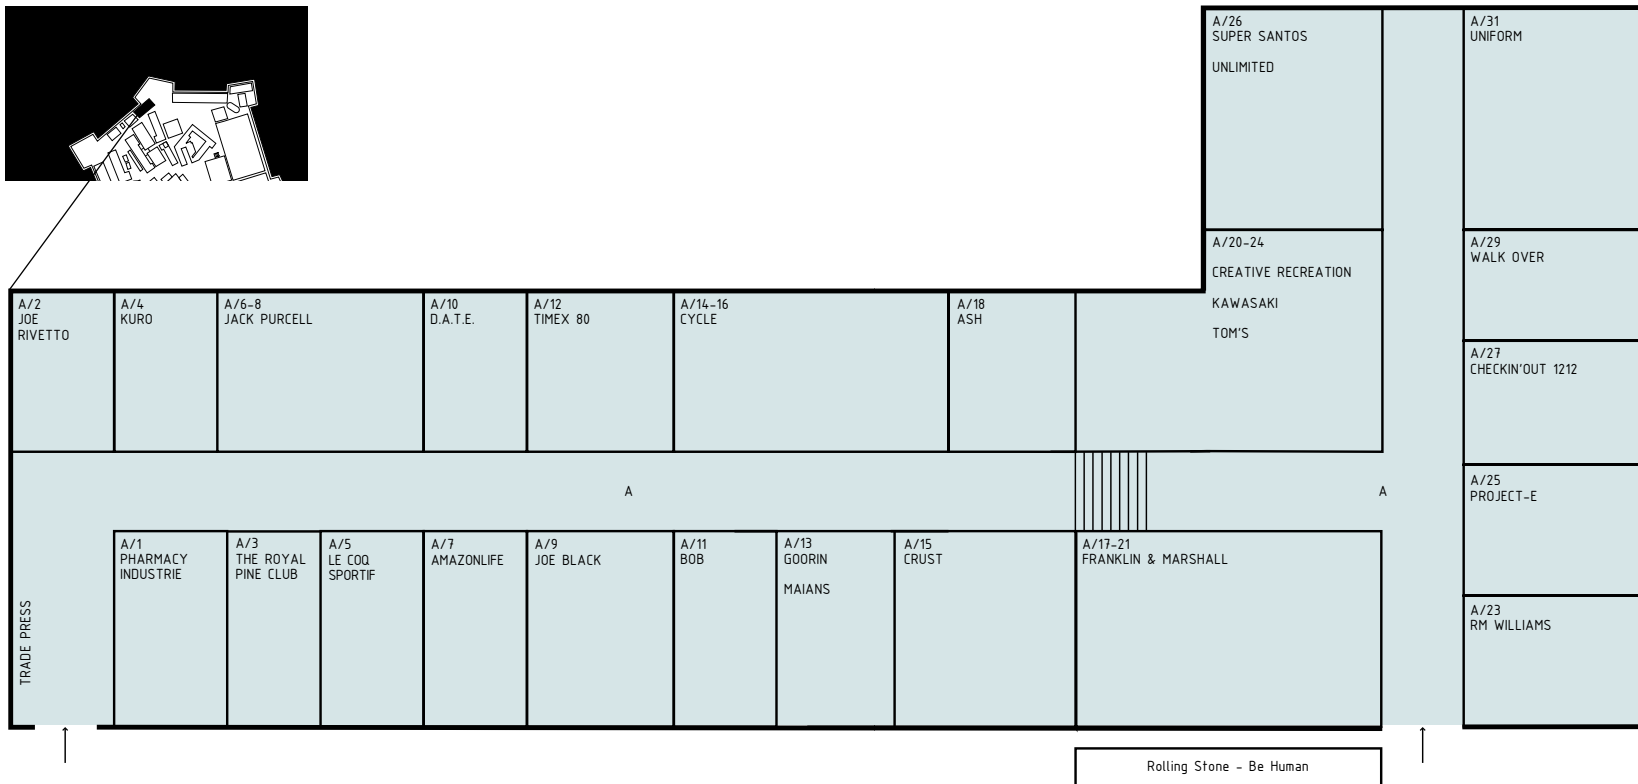 A/26
SUPER SANTOS
UNLIMITED
A/31
UNIFORM
A/20-24
CREATIVE RECREATION
KAWASAKI
TOM'S
A/29
WALK OVER
A/2
JOE
RIVETTO
A/4
KURO
A/6-8
JACK PURCELL
A/10
D.A.T.E.
A/12
TIMEX 80
A/14-16
CYCLE
A/18
ASH
A/27
CHECKIN'OUT 1212
A
A
A/25
PROJECT-E
TRADE PRESS
A/1
PHARMACY
INDUSTRIE
A/3
THE ROYAL
PINE CLUB
A/5
LE COQ
SPORTIF
A/7
AMAZONLIFE
A/9
JOE BLACK
A/11
BOB
A/13
GOORIN
MAIANS
A/15
CRUST
A/17-21
FRANKLIN & MARSHALL
A/23
RM WILLIAMS
Rolling Stone - Be Human